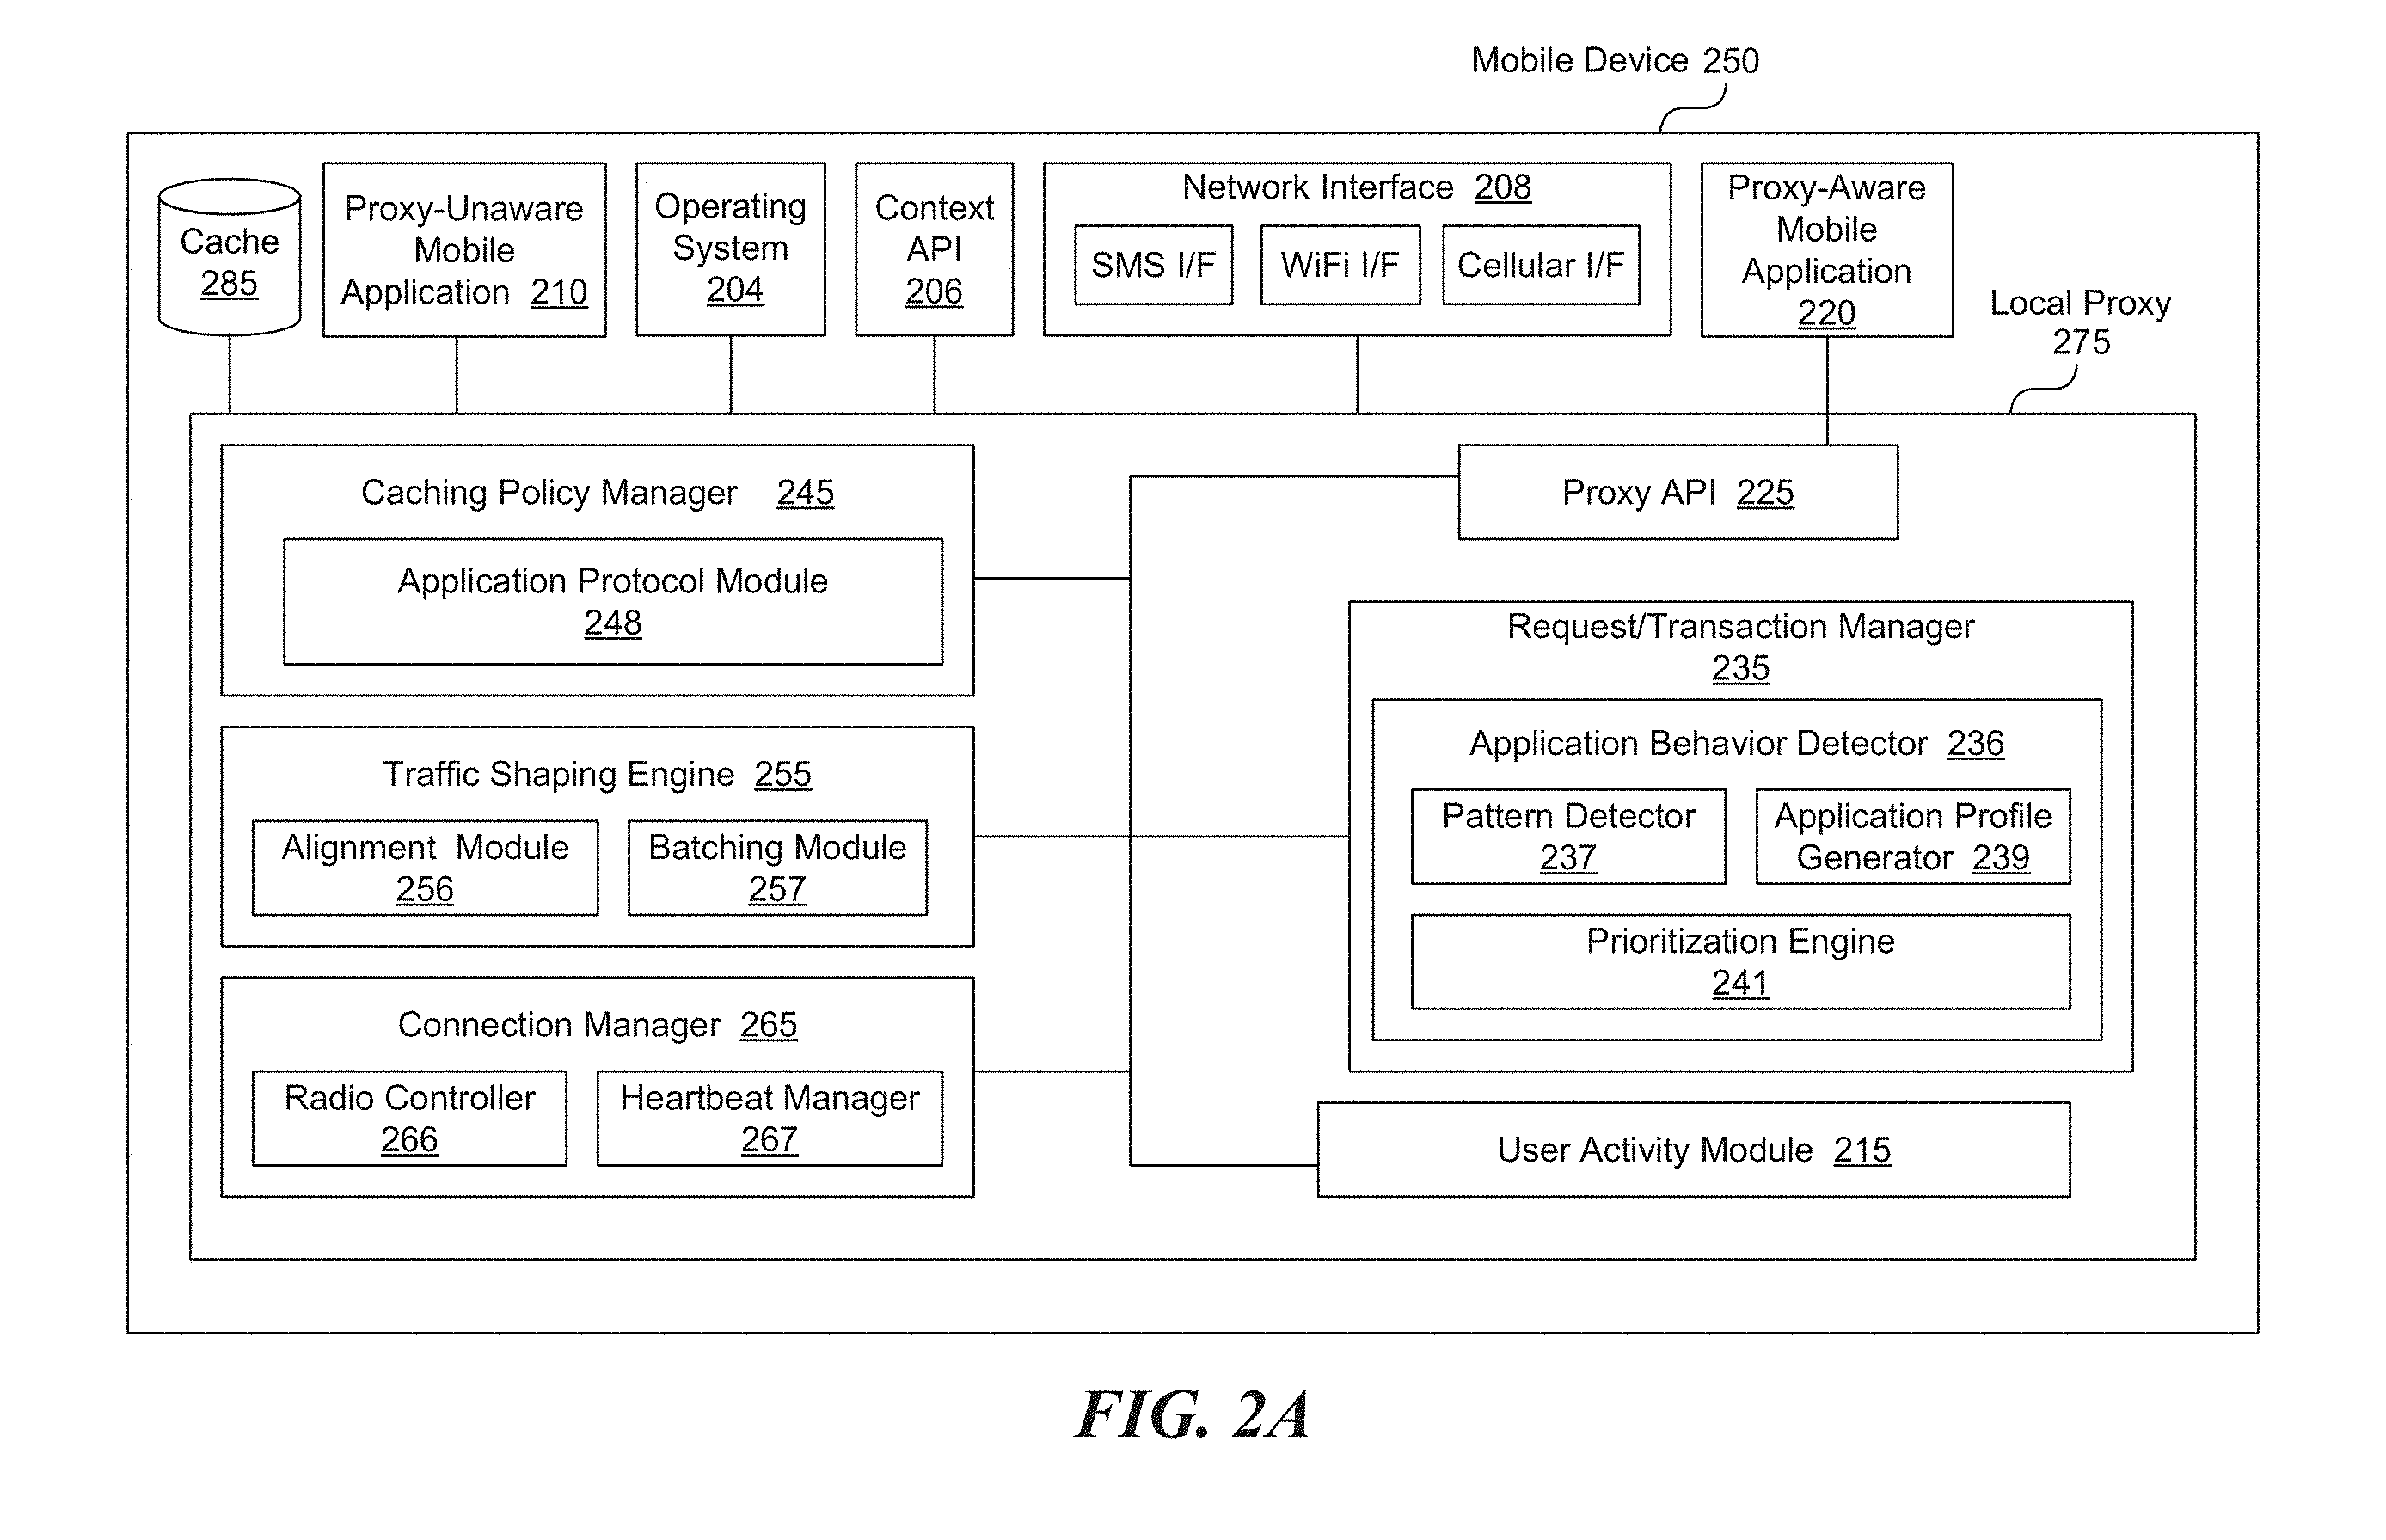 Mobile Device 250
Cache
285
Proxy-Unaware
Mobile
Application 210
Operating
System
204
Context
API
206
Network Interface 208
SMS I/F
WiFi I/F
Cellular I/F
Proxy-Aware
Mobile
Application
220
Local Proxy
275
Caching Policy Manager 245
Application Protocol Module
248
Proxy API 225
Request/Transaction Manager
235
Application Behavior Detector 236
Pattern Detector
237
Application Profile
Generator 239
Prioritization Engine
241
Traffic Shaping Engine 255
Alignment Module
256
Batching Module
257
Connection Manager 265
Radio Controller
266
Heartbeat Manager
267
User Activity Module 215
FIG. 2A